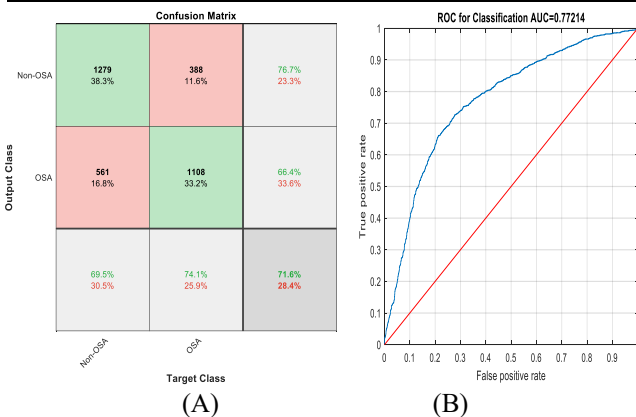 Confusion Matrix
Non-OSA
1279
38.3%
388
11.6%
76.7%
23.3%
OSA
561
16.8%
1108
33.2%
66.4%
33.6%
69.5%
30.5%
74.1%
25.9%
71.6%
28.4%
Non-OSA
OSA
Output Class
Target Class
(A)
ROC for Classification AUC=0.77214
1
0.9
0.8
0.7
0.6
0.5
0.4
0.3
0.2
0.1
0
0 0.1 0.2 0.3 0.4 0.5 0.6 0.7 0.8 0.9
True positive rate
False positive rate
(B)